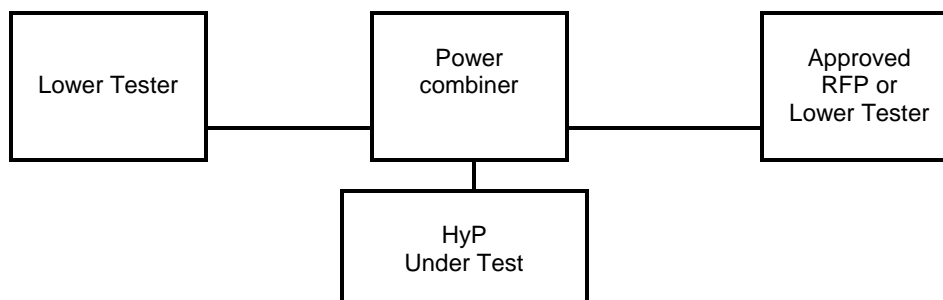 Lower Tester
Power
combiner
Approved
RFP or
Lower Tester
HyP
Under Test